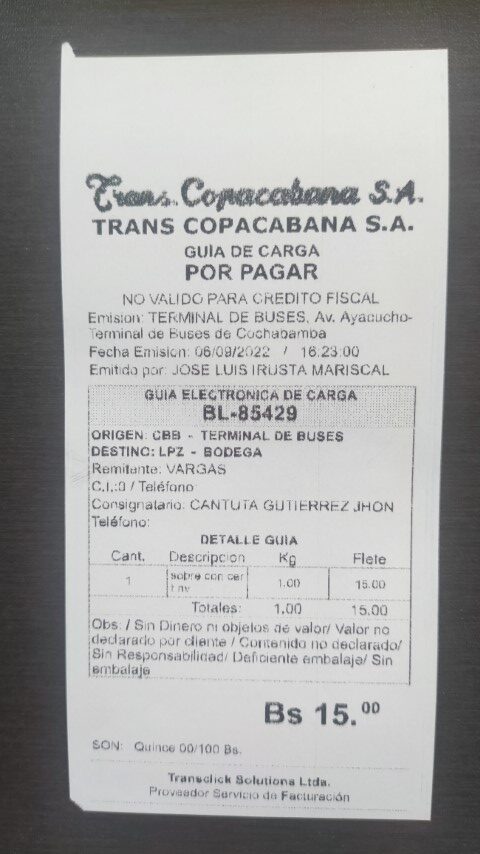 Trans. Copacabana S.A.
TRANS COPACABANA S.A.
GUIA DE CARGA
POR PAGAR
NO VALIDO PARA CREDITO FISCAL
Emision: TERMINAL DE BUSES, Av. Ayacucho-
Terminal de Buses de Cochabamba
Fecha Emision: 06/09/2022 / 16:23:00
Emitido por: JOSE LUIS IRUSTA MARISCAL
GUIA ELECTRONICA DE CARGA
BL-85429
ORIGEN: CBB - TERMINAL DE BUSES
DESTINO: LPZ - BODEGA
Remitente: VARGAS
C.I.:0 / Teléfono
Consignatario: CANTUTA GUTIERREZ JHON
Teléfono:
DETALLE GUIA
Cant. Descripcion Kg Flete
1 sobre con cer 1.00 15.00
Totales: 1.00 15.00
Obs: / Sin Dinero ni objetos de valor/ Valor no
declarado por cliente / Contenido no declarado/
Sin Responsabilidad/ Deficiente embalaje/ Sin
embalaje
Bs 15.00
SON: Quince 00/100 Bs.
Transclick Solutions Ltda.
Proveedor Servicio de Facturación